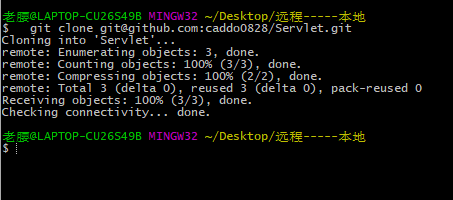 老腰@LAPTOP-CU26S49B MINGW32 ~/Desktop/远程-----本地
$   git clone git@github.com:caddo0828/Servlet.git
Cloning into 'Servlet'...
remote: Enumerating objects: 3, done.
remote: Counting objects: 100% (3/3), done.
remote: Compressing objects: 100% (2/2), done.
remote: Total 3 (delta 0), reused 3 (delta 0), pack-reused 0
Receiving objects: 100% (3/3), done.
Checking connectivity... done.
老腰@LAPTOP-CU26S49B MINGW32 ~/Desktop/远程-----本地
$